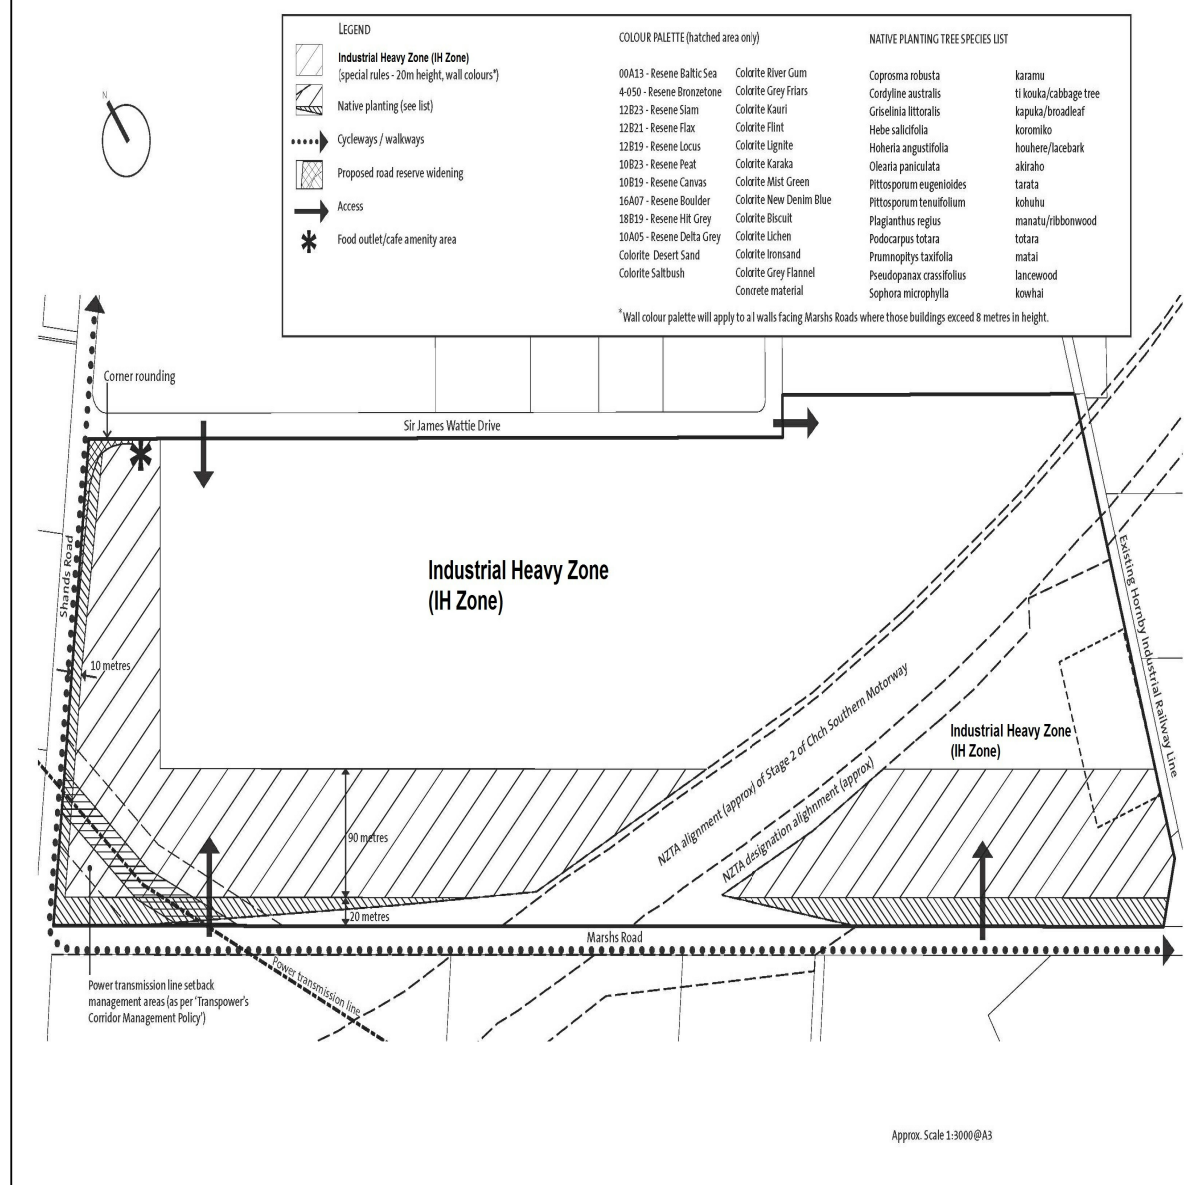 LEGEND
Industrial Heavy Zone (IH Zone)
(special rules - 20m height, wall colours*)
Native planting (see list)
Cycleways / walkways
Proposed road reserve widening
Access
Food outlet/cafe amenity area
COLOUR PALETTE (hatched area only)
00A13 - Resene Baltic Sea Colorite River Gum
4-050 - Resene Bronzetone Colorite Grey Friars
12B23 - Resene Slam Colorite Kauri
12B21 - Resene Flax Colorite Flint
12B19 - Resene Locus Colorite Lignite
10B23 - Resene Peat Colorite Karaka
10B19 - Resene Canvas Colorite Mist Green
16A07 - Resene Boulder Colorite New Denim Blue
18B19 - Resene Hit Grey Colorite Biscuit
10A05 - Resene Delta Grey Colorite Lichen
Colorite Desert Sand Colorite Ironsand
Colorite Saltbush Colorite Grey Flannel
Concrete material
NATIVE PLANTING TREE SPECIES LIST
Coprosma robusta karamu
Cordyline australis ti kouka/cabbage tree
Griselinia littoralis kapuka/broadleaf
Hebe salicifolia koromiko
Hoheria angustifolia houhere/lacebark
Olearia paniculata akiraho
Pittosporum eugenioides tarata
Pittosporum tenuifolium kohuhu
Plagianthus regius manatu/ribbonwood
Podocarpus totara totara
Prumnopitys taxifolia matai
Pseudopanax crassifolius lancewood
Sophora microphylla kowhai
*Wall colour palette will apply to all walls facing Marshs Roads where those buildings exceed 8 metres in height.
N
Corner rounding
Sir James Wattie Drive
Shands Road
Industrial Heavy Zone
(IH Zone)
Existing Hornby Industrial Railway Line
10 metres
NZTA alignment (approx) of Stage 2 of Chch Southern Motorway
NZTA designation alighnment (approx)
Industrial Heavy Zone
(IH Zone)
90 metres
20 metres
Marshs Road
Power transmission line
Power transmission line setback
management areas (as per 'Transpower's
Corridor Management Policy')
Approx. Scale 1:3000@A3